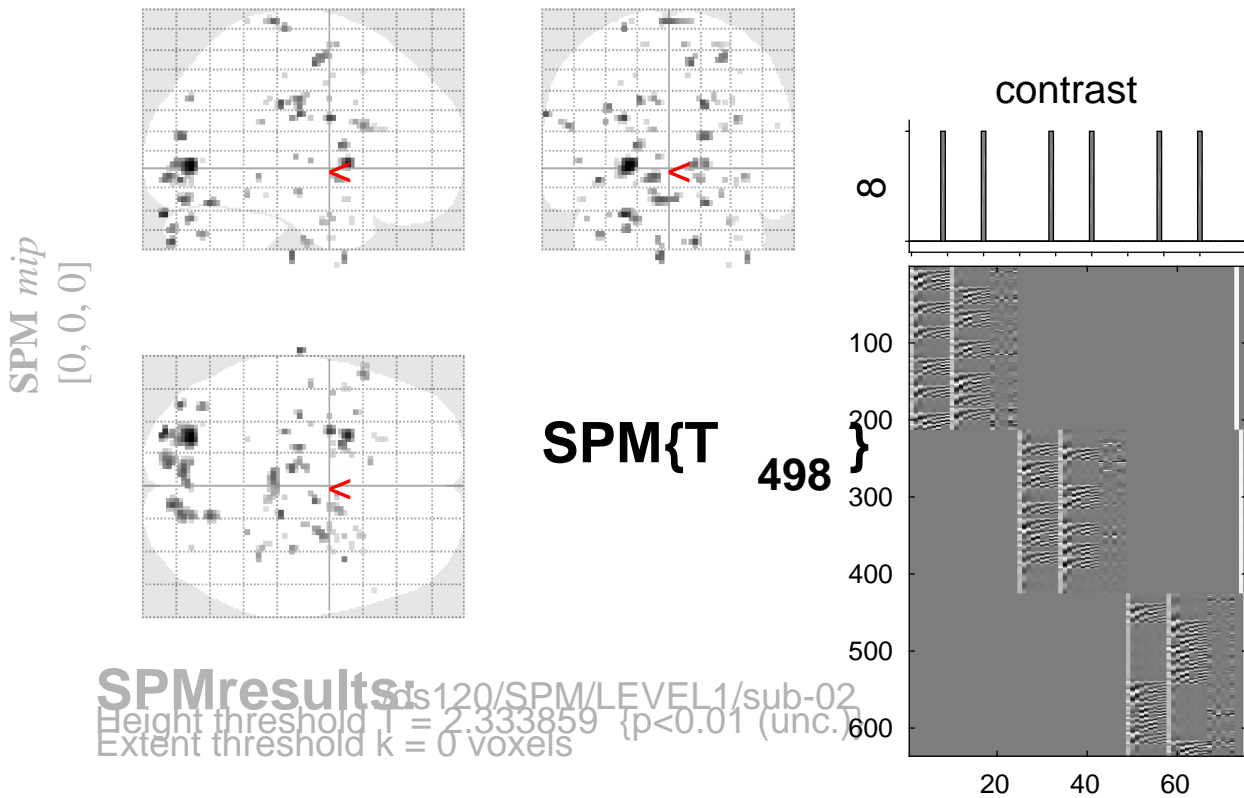 SPM mip
[0, 0, 0]
<
<
<
SPM{T 498 }
contrast
8
100
200
300
400
500
600
20 40 60
SPMresults: /ds120/SPM/LEVEL1/sub-02
Height threshold T = 2.333859 {p<0.01 (unc.)}
Extent threshold k = 0 voxels